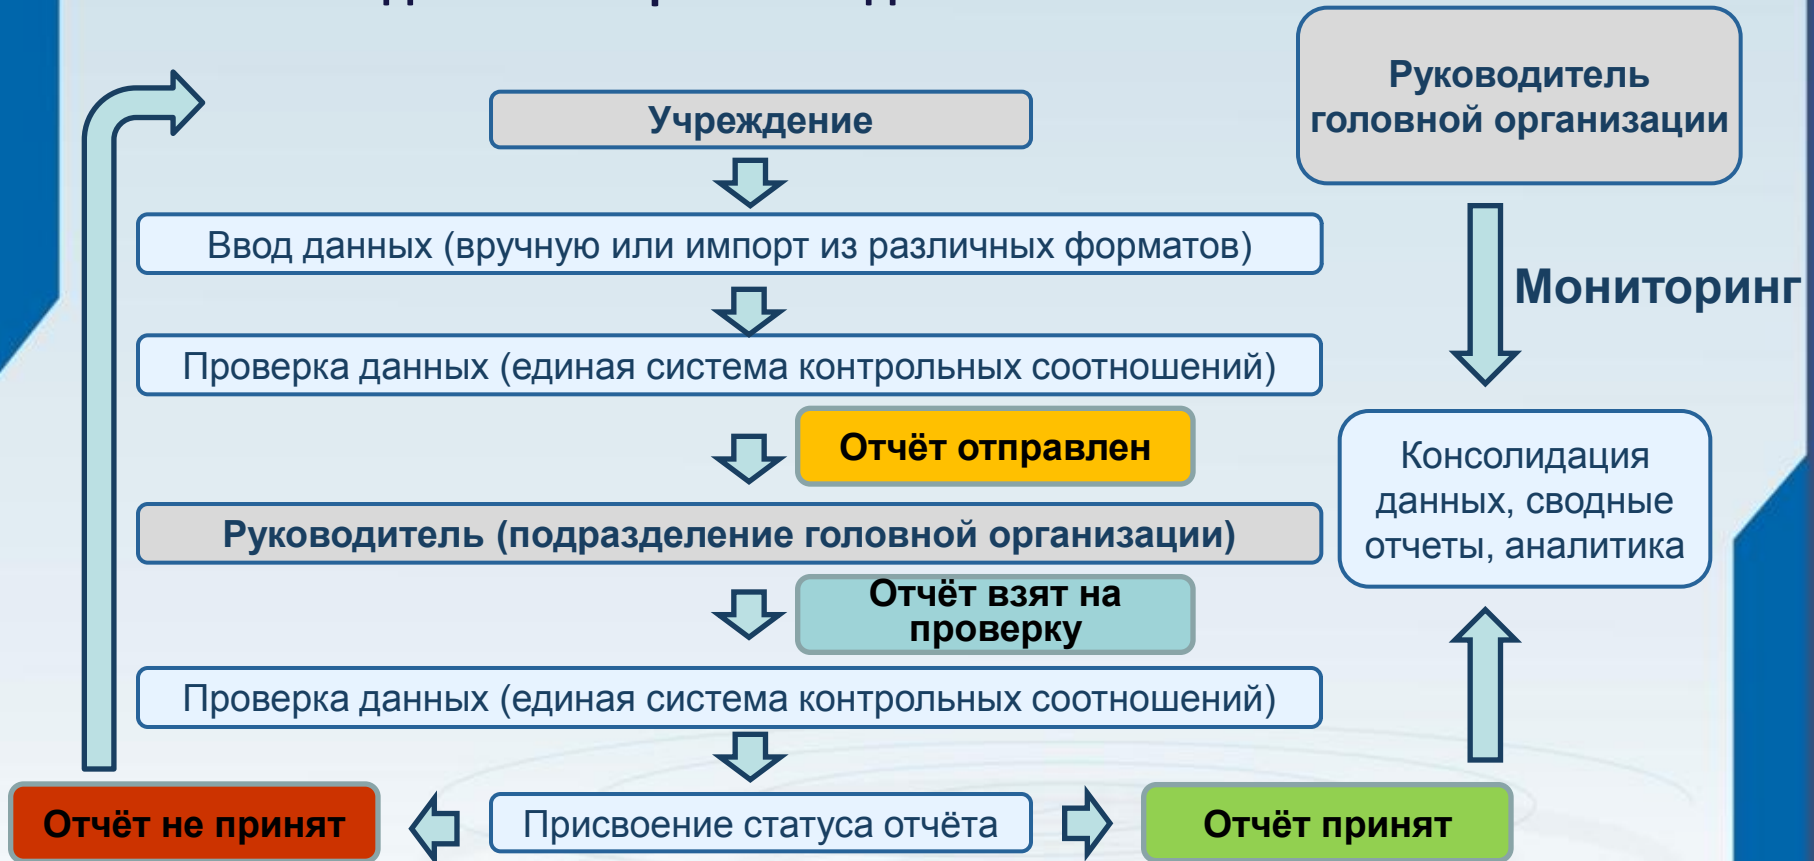 Учреждение
Руководитель
головной организации
Ввод данных (вручную или импорт из различных форматов)
Мониторинг
Проверка данных (единая система контрольных соотношений)
Отчёт отправлен
Консолидация
данных, сводные
отчеты, аналитика
Руководитель (подразделение головной организации)
Отчёт взят на
проверку
Проверка данных (единая система контрольных соотношений)
Отчёт не принят
Присвоение статуса отчёта
Отчёт принят